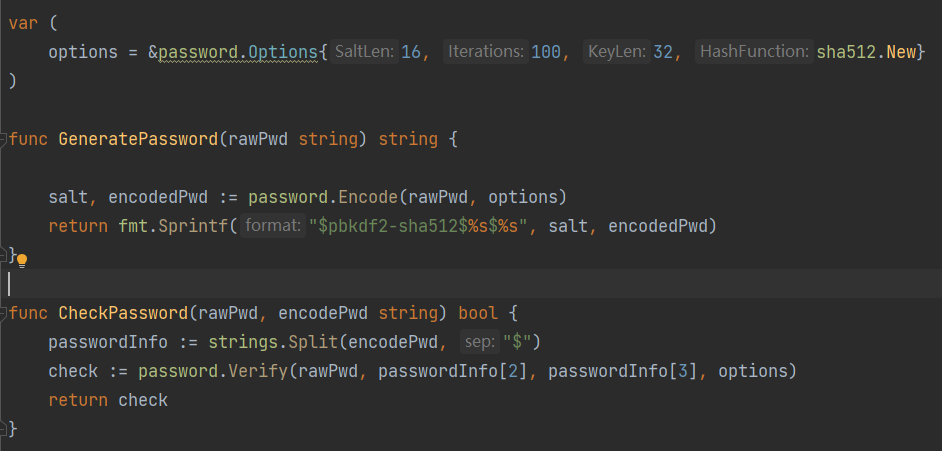 var (
options = &password.Options{SaltLen: 16, Iterations: 100, KeyLen: 32, HashFunction: sha512.New}
)
func GeneratePassword(rawPwd string) string {
salt, encodedPwd := password.Encode(rawPwd, options)
return fmt.Sprintf( format: "$pbkdf2-sha512$%s$%s", salt, encodedPwd)
}
func CheckPassword(rawPwd, encodePwd string) bool {
passwordInfo := strings.Split(encodePwd, sep: "$")
check := password.Verify(rawPwd, passwordInfo[2], passwordInfo[3], options)
return check
}